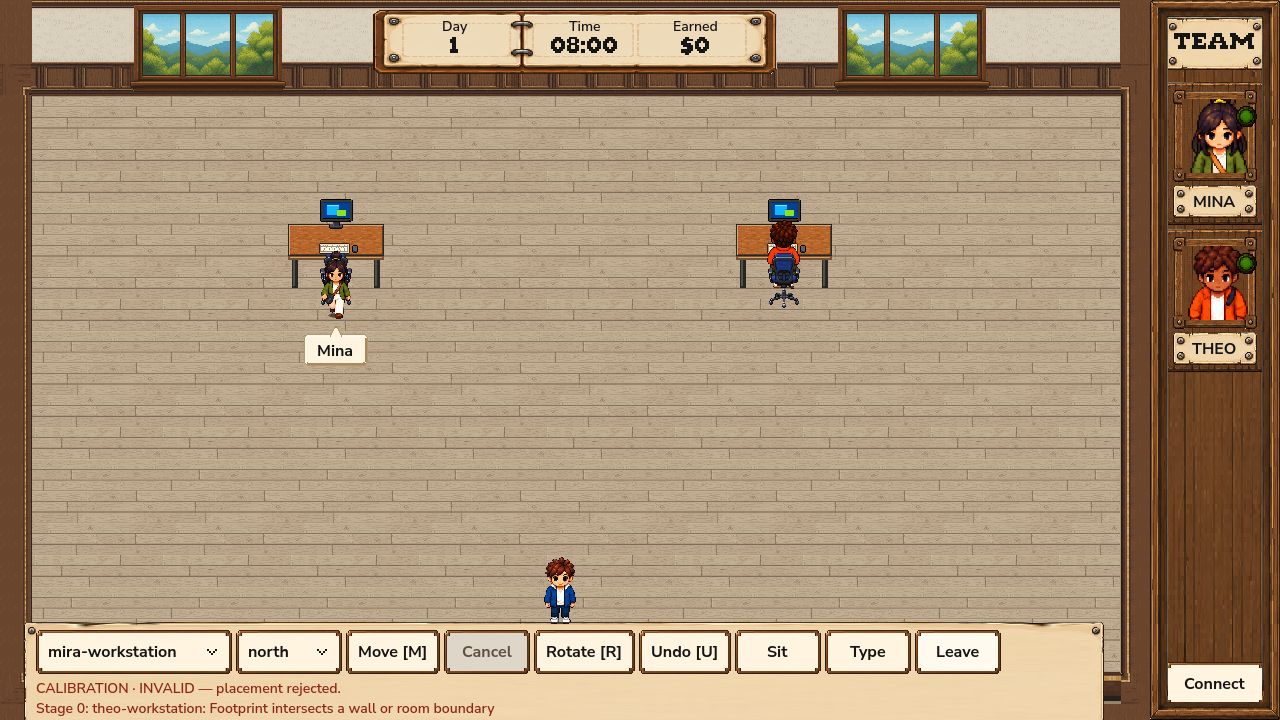 Day
1
Time
08:00
Earned
$0
TEAM
MINA
THEO
Mina
mira-workstation
north
Move [M]
Cancel
Rotate [R]
Undo [U]
Sit
Type
Leave
CALIBRATION · INVALID — placement rejected.
Stage 0: theo-workstation: Footprint intersects a wall or room boundary
Connect